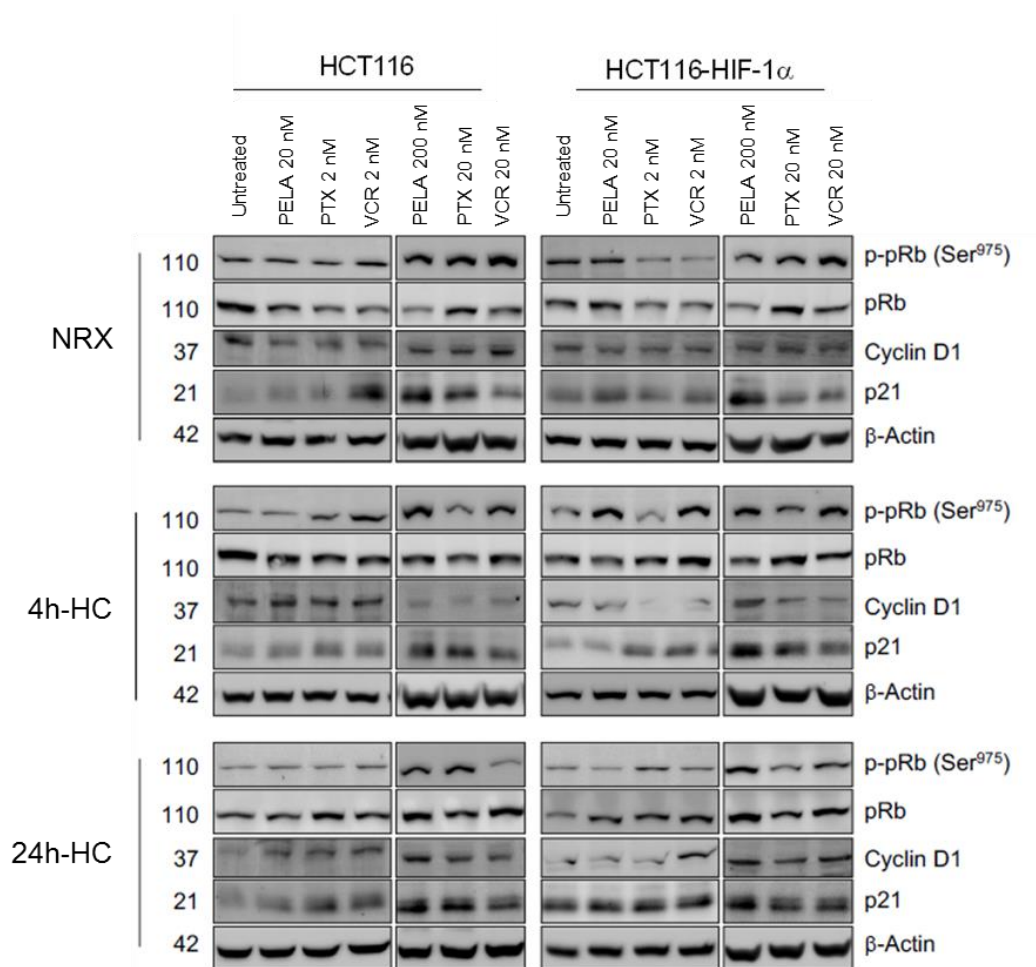 HCT116
HCT116-HIF-1α
Untreated
PELA 20 nM
PTX 2 nM
VCR 2 nM
PELA 200 nM
PTX 20 nM
VCR 20 nM
Untreated
PELA 20 nM
PTX 2 nM
VCR 2 nM
PELA 200 nM
PTX 20 nM
VCR 20 nM
NRX
110 p-pRb (Ser975)
110 pRb
37 Cyclin D1
21 p21
42 β-Actin
4h-HC
110 p-pRb (Ser975)
110 pRb
37 Cyclin D1
21 p21
42 β-Actin
24h-HC
110 p-pRb (Ser975)
110 pRb
37 Cyclin D1
21 p21
42 β-Actin